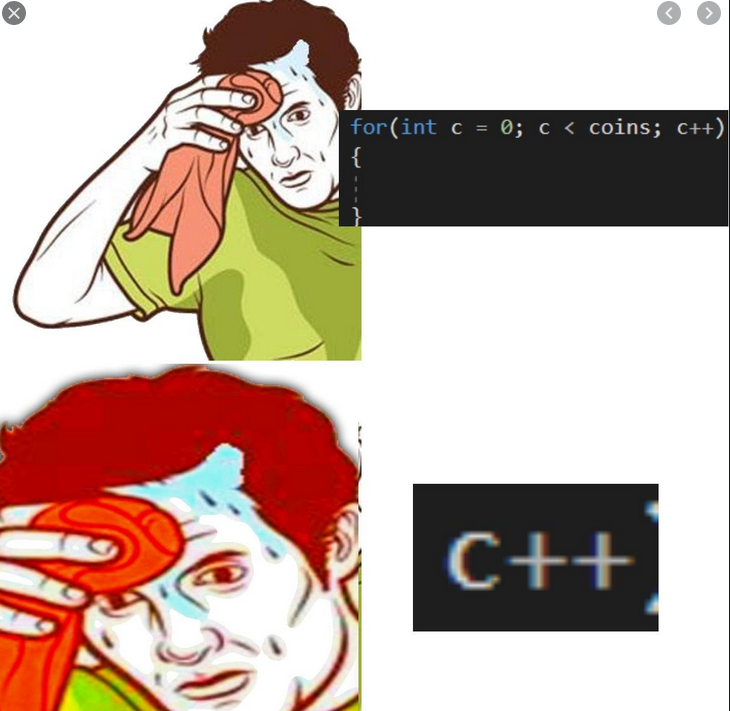 for(int c = 0; c < coins; c++)
{
}
c++